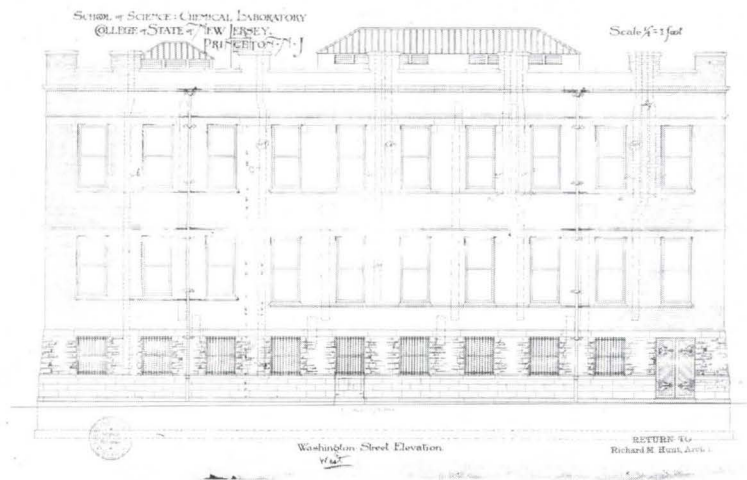 School of Science: Chemical Laboratory
College of State of New Jersey.
Princeton - N. J
Scale ¼" = 1 foot
Washington Street Elevation.
West
RETURN TO
Richard M. Hunt, Arch